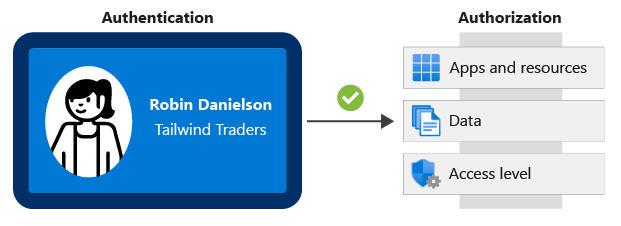 Authentication
Authorization
Robin Danielson
Tailwind Traders
Apps and resources
Data
Access level